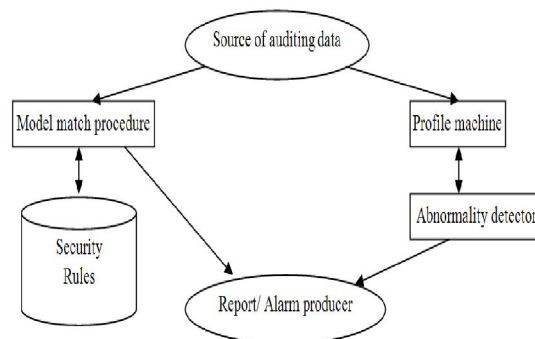 Source of auditing data
Model match procedure
Profile machine
Abnormality detector
Security
Rules
Report/ Alarm producer